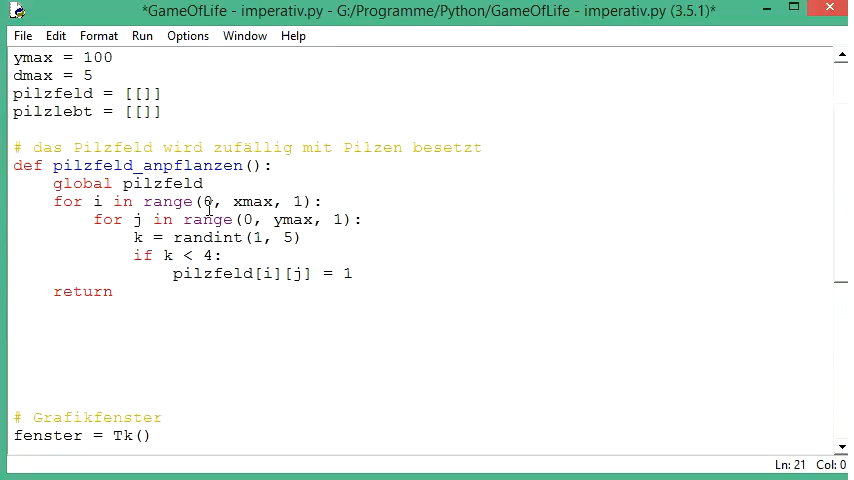 *GameOfLife - imperativ.py - G:/Programme/Python/GameOfLife - imperativ.py (3.5.1)*
File Edit Format Run Options Window Help
ymax = 100
dmax = 5
pilzfeld = [[]]
pilzlebt = [[]]
# das Pilzfeld wird zufällig mit Pilzen besetzt
def pilzfeld_anpflanzen():
    global pilzfeld
    for i in range(0, xmax, 1):
        for j in range(0, ymax, 1):
            k = randint(1, 5)
            if k < 4:
                pilzfeld[i][j] = 1
    return
# Grafikfenster
fenster = Tk()
Ln: 21 Col: 0